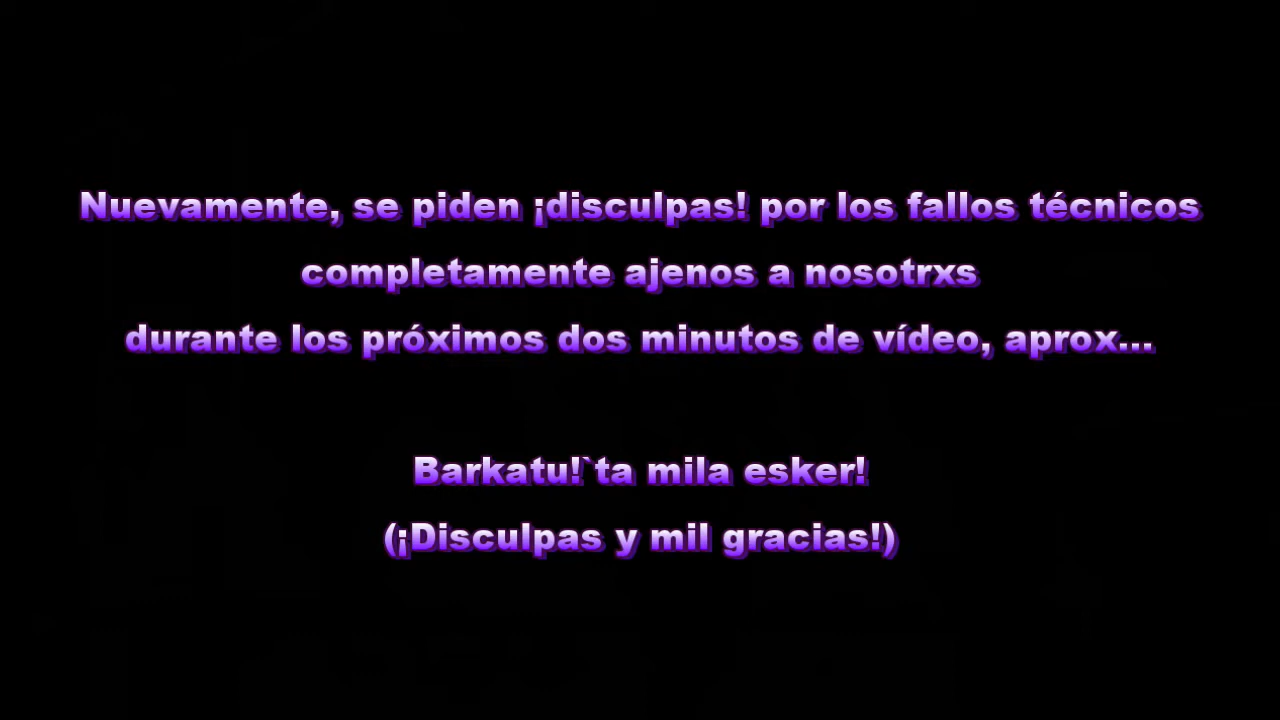 Nuevamente, se piden ¡disculpas! por los fallos técnicos
completamente ajenos a nosotrxs
durante los próximos dos minutos de vídeo, aprox...
Barkatu!`ta mila esker!
(¡Disculpas y mil gracias!)